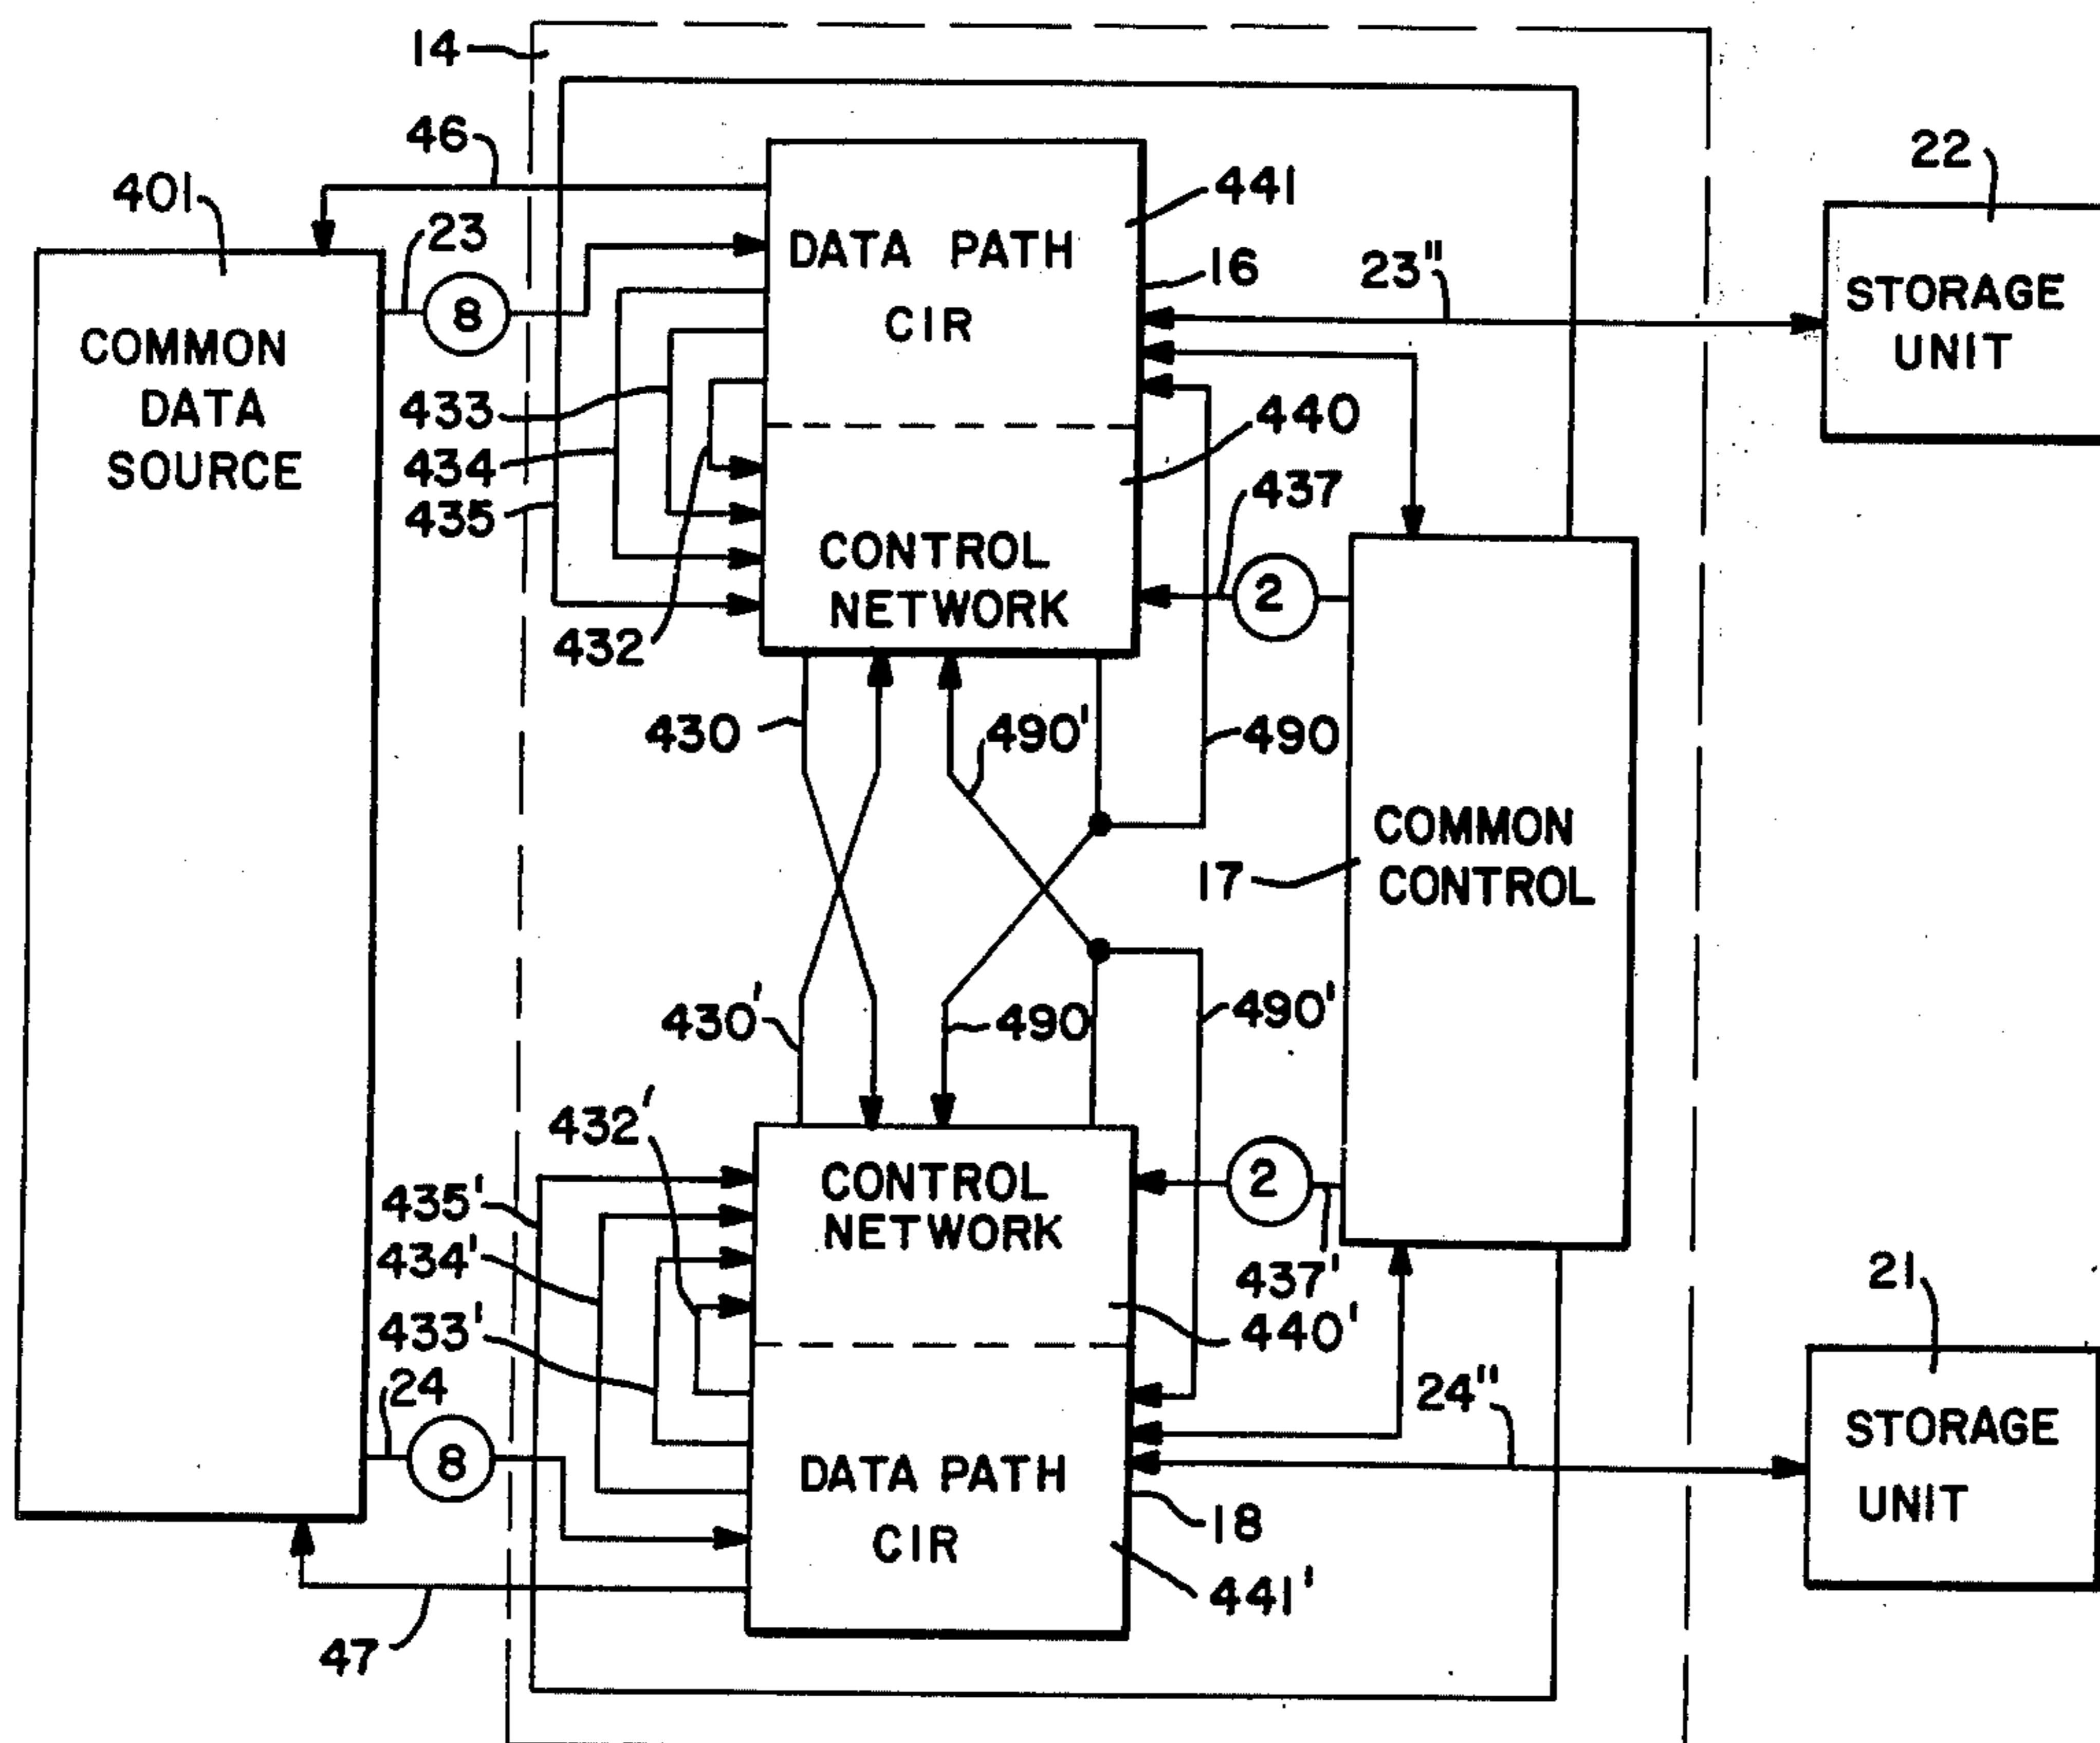 14
46
401
23
8
COMMON
DATA
SOURCE
433
434
435
432
DATA PATH
CIR
441
16
23"
22
STORAGE
UNIT
440
437
2
CONTROL
NETWORK
430
490'
490
17
COMMON
CONTROL
430'
490
490'
432'
435'
434'
433'
24
8
CONTROL
NETWORK
2
437'
440'
24"
21
STORAGE
UNIT
DATA PATH
CIR
18
441'
47